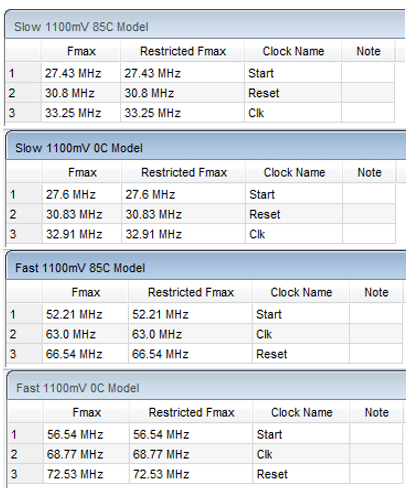 Slow 1100mV 85C Model
Fmax Restricted Fmax Clock Name Note
1 27.43 MHz 27.43 MHz Start
2 30.8 MHz 30.8 MHz Reset
3 33.25 MHz 33.25 MHz Clk
Slow 1100mV 0C Model
Fmax Restricted Fmax Clock Name Note
1 27.6 MHz 27.6 MHz Start
2 30.83 MHz 30.83 MHz Reset
3 32.91 MHz 32.91 MHz Clk
Fast 1100mV 85C Model
Fmax Restricted Fmax Clock Name Note
1 52.21 MHz 52.21 MHz Start
2 63.0 MHz 63.0 MHz Clk
3 66.54 MHz 66.54 MHz Reset
Fast 1100mV 0C Model
Fmax Restricted Fmax Clock Name Note
1 56.54 MHz 56.54 MHz Start
2 68.77 MHz 68.77 MHz Clk
3 72.53 MHz 72.53 MHz Reset